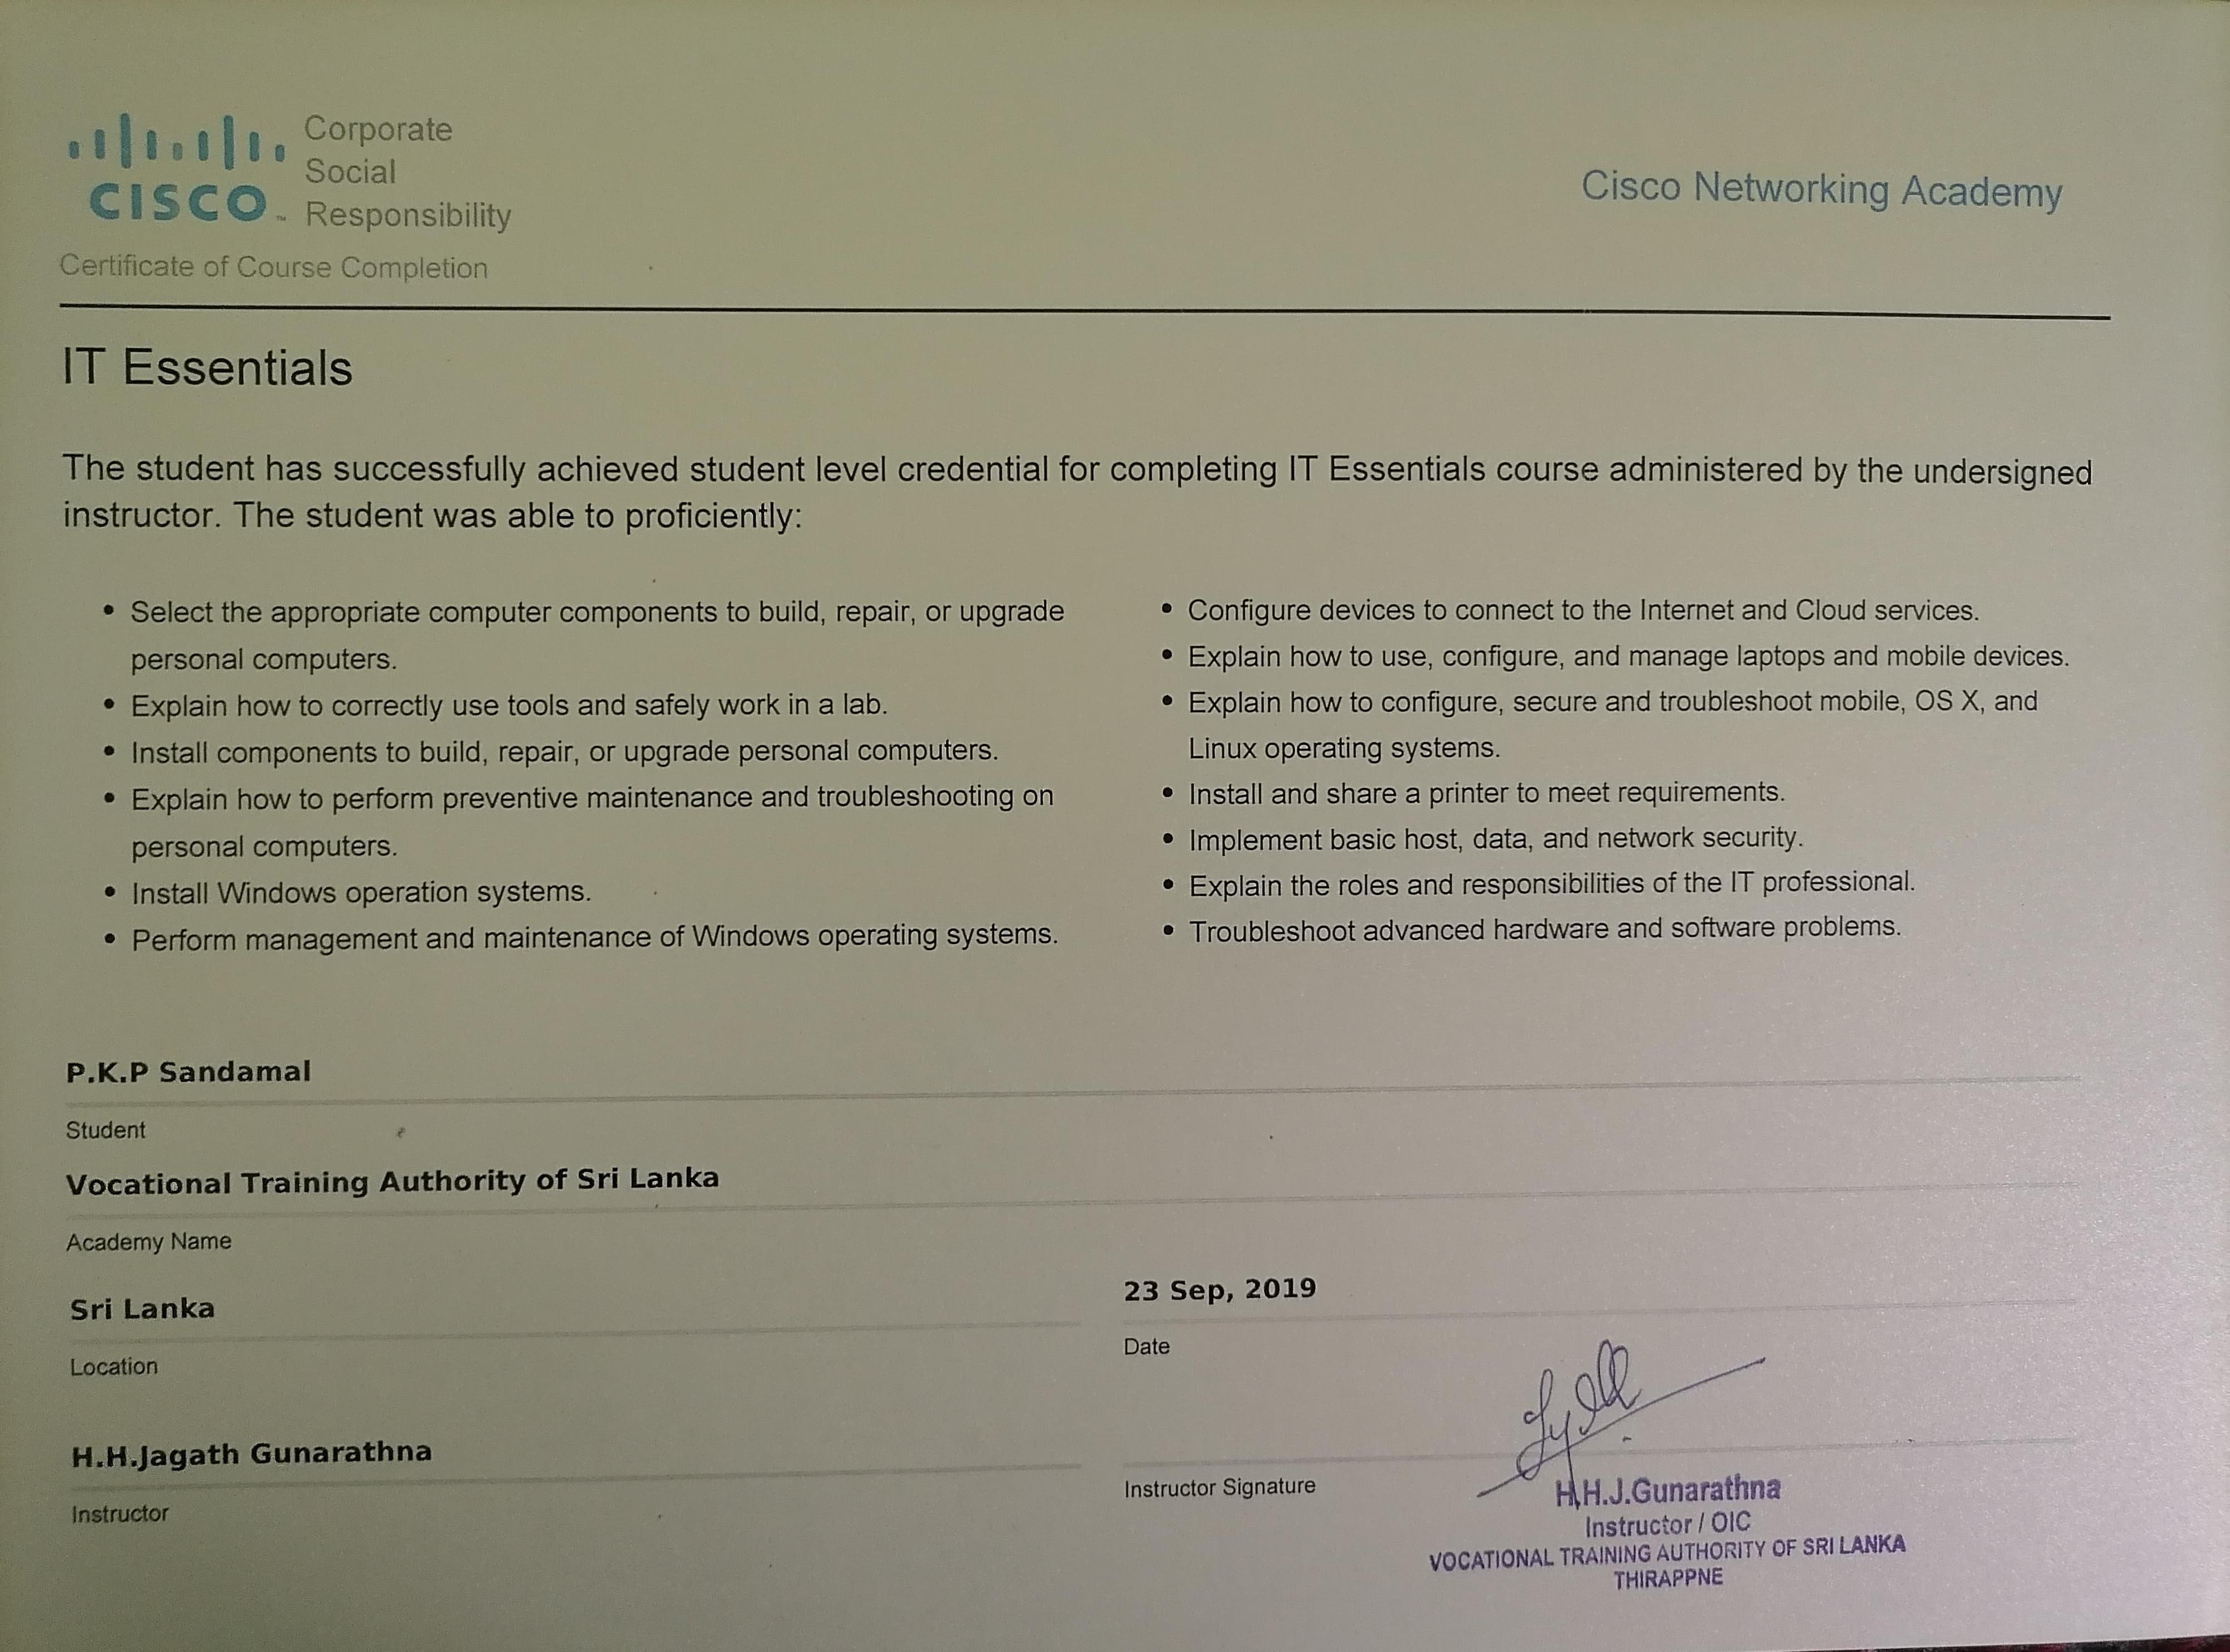 CISCO™
Corporate
Social
Responsibility
Certificate of Course Completion
Cisco Networking Academy
IT Essentials
The student has successfully achieved student level credential for completing IT Essentials course administered by the undersigned
instructor. The student was able to proficiently:
• Select the appropriate computer components to build, repair, or upgrade
personal computers.
• Explain how to correctly use tools and safely work in a lab.
• Install components to build, repair, or upgrade personal computers.
• Explain how to perform preventive maintenance and troubleshooting on
personal computers.
• Install Windows operation systems.
• Perform management and maintenance of Windows operating systems.
• Configure devices to connect to the Internet and Cloud services.
• Explain how to use, configure, and manage laptops and mobile devices.
• Explain how to configure, secure and troubleshoot mobile, OS X, and
Linux operating systems.
• Install and share a printer to meet requirements.
• Implement basic host, data, and network security.
• Explain the roles and responsibilities of the IT professional.
• Troubleshoot advanced hardware and software problems.
P.K.P Sandamal
Student
Vocational Training Authority of Sri Lanka
Academy Name
Sri Lanka
Location
23 Sep, 2019
Date
H.H.Jagath Gunarathna
Instructor
Instructor Signature
H.H.J.Gunarathna
Instructor / OIC
VOCATIONAL TRAINING AUTHORITY OF SRI LANKA
THIRAPPNE